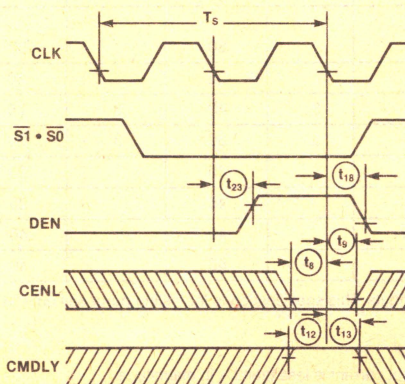 Ts
CLK
S1 • S0
t23
t18
DEN
t9
t8
CENL
t12
t13
CMDLY